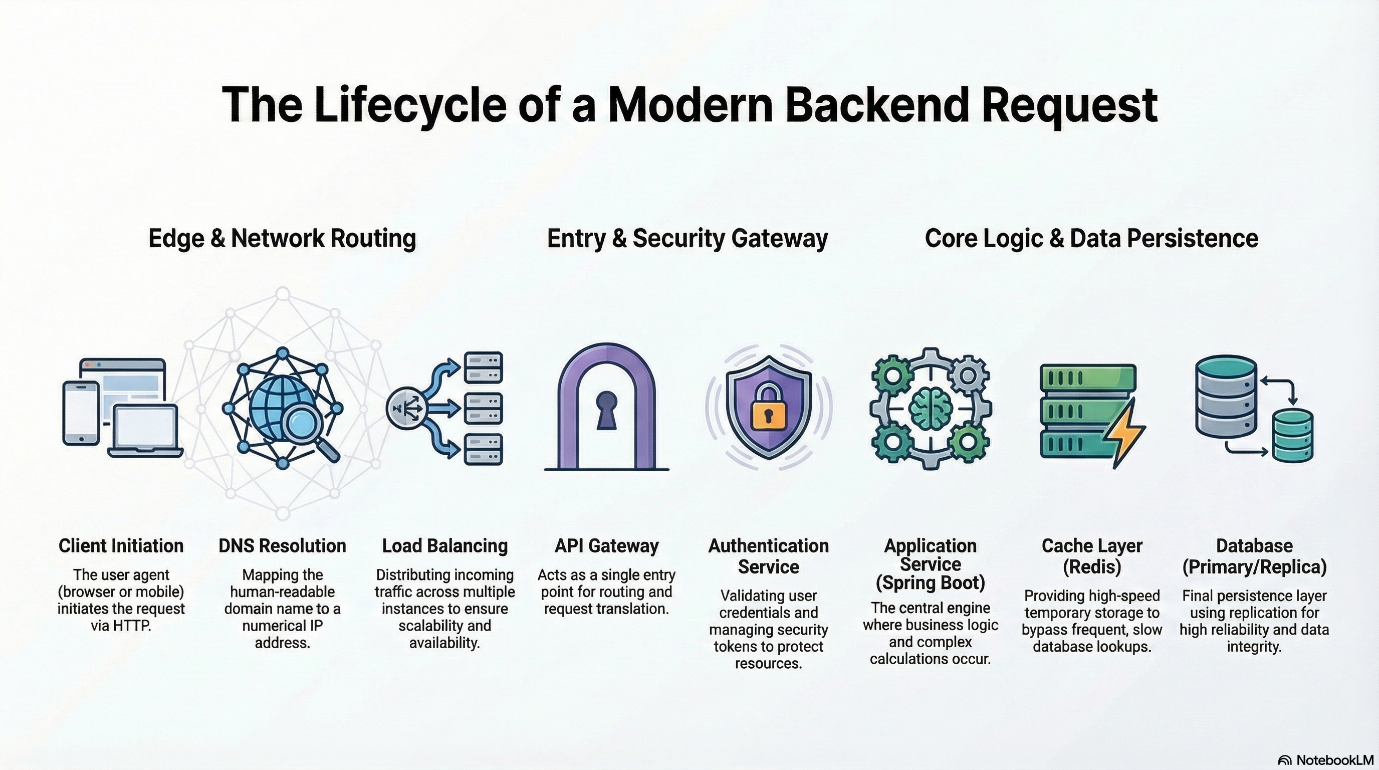 The Lifecycle of a Modern Backend Request
Edge & Network Routing
Entry & Security Gateway
Core Logic & Data Persistence
Client Initiation
The user agent
(browser or mobile)
initiates the request
via HTTP.
DNS Resolution
Mapping the
human-readable
domain name to a
numerical IP
address.
Load Balancing
Distributing incoming
traffic across multiple
instances to ensure
scalability and
availability.
API Gateway
Acts as a single entry
point for routing and
request translation.
Authentication
Service
Validating user
credentials and
managing security
tokens to protect
resources.
Application
Service
(Spring Boot)
The central engine
where business logic
and complex
calculations occur.
Cache Layer
(Redis)
Providing high-speed
temporary storage to
bypass frequent, slow
database lookups.
Database
(Primary/Replica)
Final persistence layer
using replication for
high reliability and data
integrity.
NotebookLM